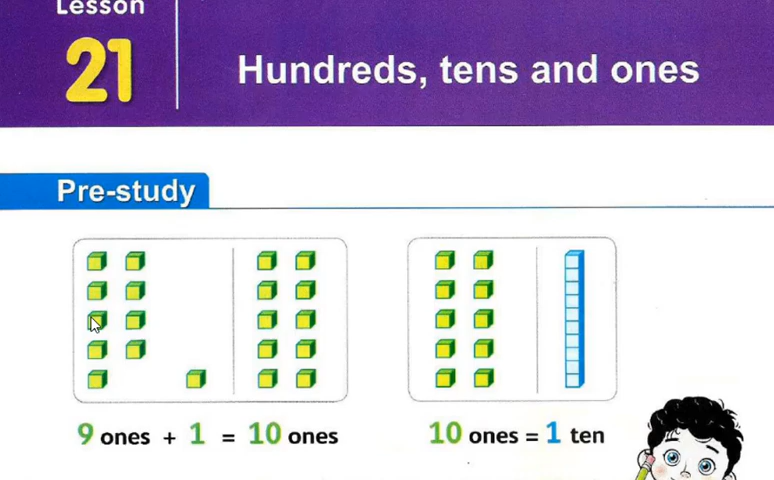 Lesson
21
Hundreds, tens and ones
Pre-study
9 ones + 1 = 10 ones
10 ones = 1 ten